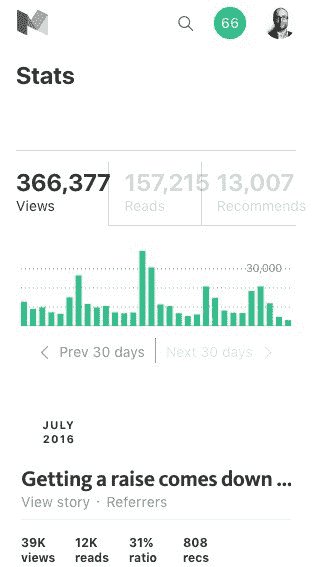 66
Stats
366,377 157,215 13,007
Views Reads Recommends
30,000
Prev 30 days Next 30 days
JULY
2016
Getting a raise comes down ...
View story · Referrers
39K 12K 31% 808
views reads ratio recs